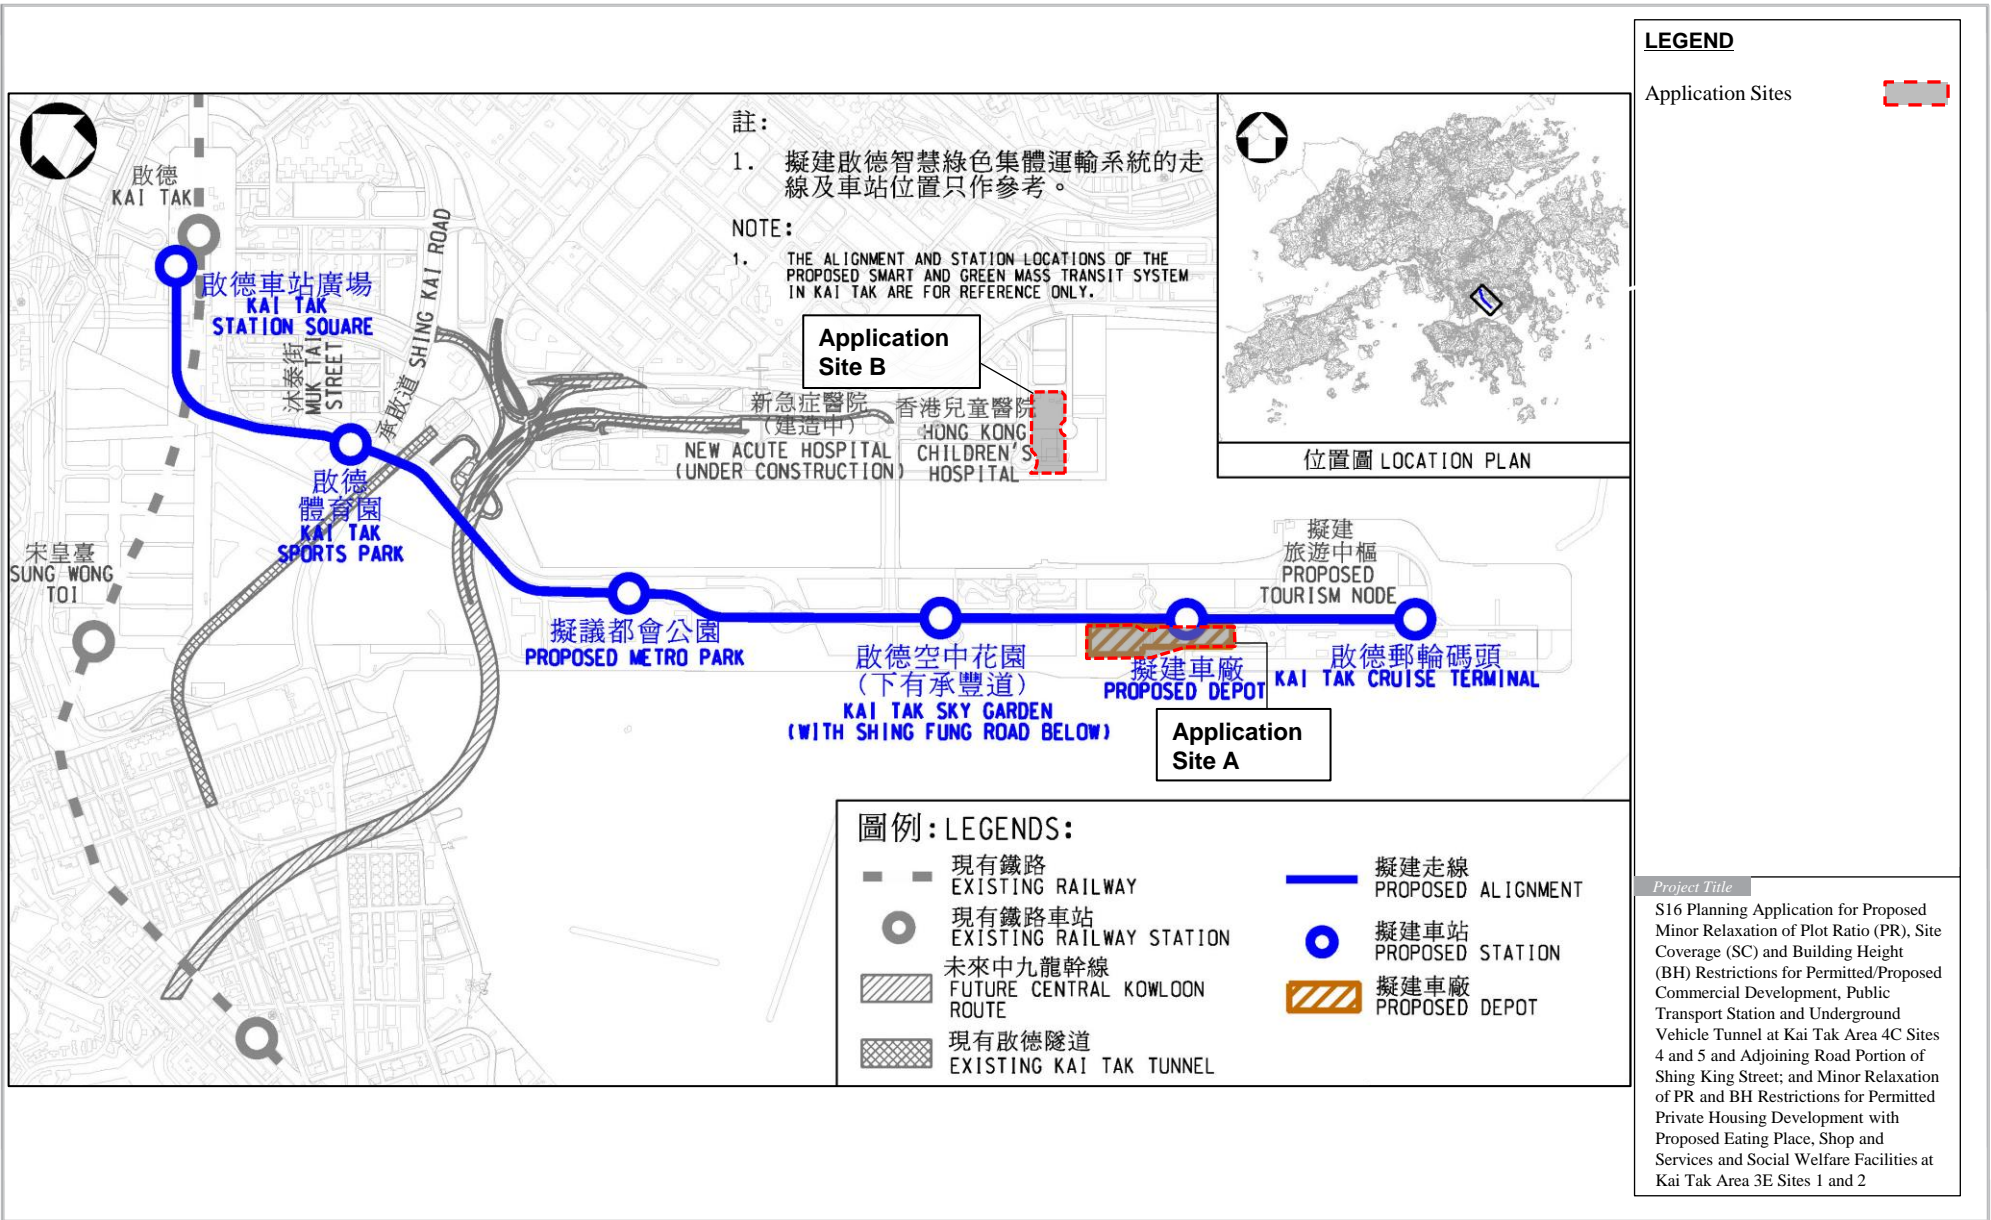 LEGEND
Application Sites
註:
1. 擬建啟德智慧綠色集體運輸系統的走
線及車站位置只作參考。
NOTE:
1. THE ALIGNMENT AND STATION LOCATIONS OF THE
PROPOSED SMART AND GREEN MASS TRANSIT SYSTEM
IN KAI TAK ARE FOR REFERENCE ONLY.
啟德
KAI TAK
啟德車站廣場
KAI TAK
STATION SQUARE
沐泰街
MUK TAI
STREET
承啟道 SHING KAI ROAD
啟德
體育園
KAI TAK
SPORTS PARK
宋皇臺
SUNG WONG
TOI
Application
Site B
新急症醫院
(建造中)
NEW ACUTE HOSPITAL
(UNDER CONSTRUCTION)
香港兒童醫院
HONG KONG
CHILDREN'S
HOSPITAL
位置圖 LOCATION PLAN
擬建
旅遊中樞
PROPOSED
TOURISM NODE
擬議都會公園
PROPOSED METRO PARK
啟德空中花園
(下有承豐道)
KAI TAK SKY GARDEN
(WITH SHING FUNG ROAD BELOW)
擬建車廠
PROPOSED DEPOT
啟德郵輪碼頭
KAI TAK CRUISE TERMINAL
Application
Site A
圖例: LEGENDS:
現有鐵路
EXISTING RAILWAY
現有鐵路車站
EXISTING RAILWAY STATION
未來中九龍幹線
FUTURE CENTRAL KOWLOON
ROUTE
現有啟德隧道
EXISTING KAI TAK TUNNEL
擬建走線
PROPOSED ALIGNMENT
擬建車站
PROPOSED STATION
擬建車廠
PROPOSED DEPOT
Project Title
S16 Planning Application for Proposed
Minor Relaxation of Plot Ratio (PR), Site
Coverage (SC) and Building Height
(BH) Restrictions for Permitted/Proposed
Commercial Development, Public
Transport Station and Underground
Vehicle Tunnel at Kai Tak Area 4C Sites
4 and 5 and Adjoining Road Portion of
Shing King Street; and Minor Relaxation
of PR and BH Restrictions for Permitted
Private Housing Development with
Proposed Eating Place, Shop and
Services and Social Welfare Facilities at
Kai Tak Area 3E Sites 1 and 2